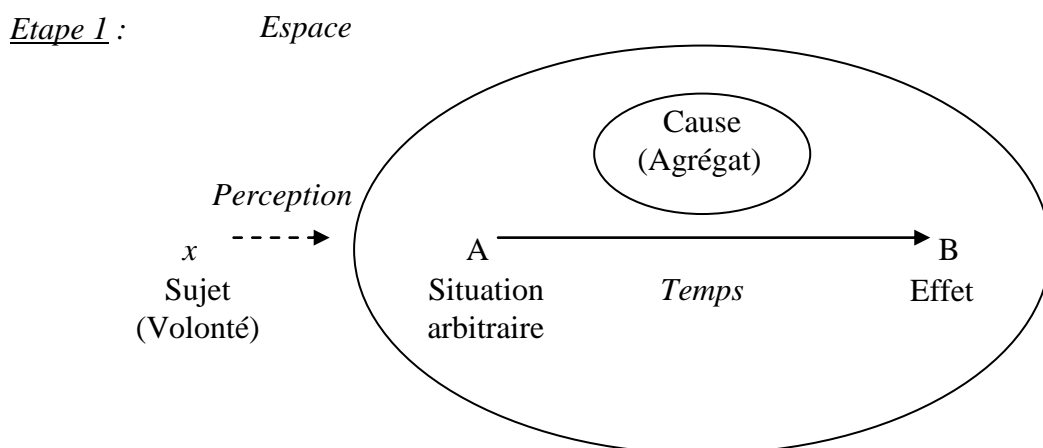 Etape 1 : Espace
Cause
(Agrégat)
Perception
x A B
Sujet Situation Temps Effet
(Volonté) arbitraire